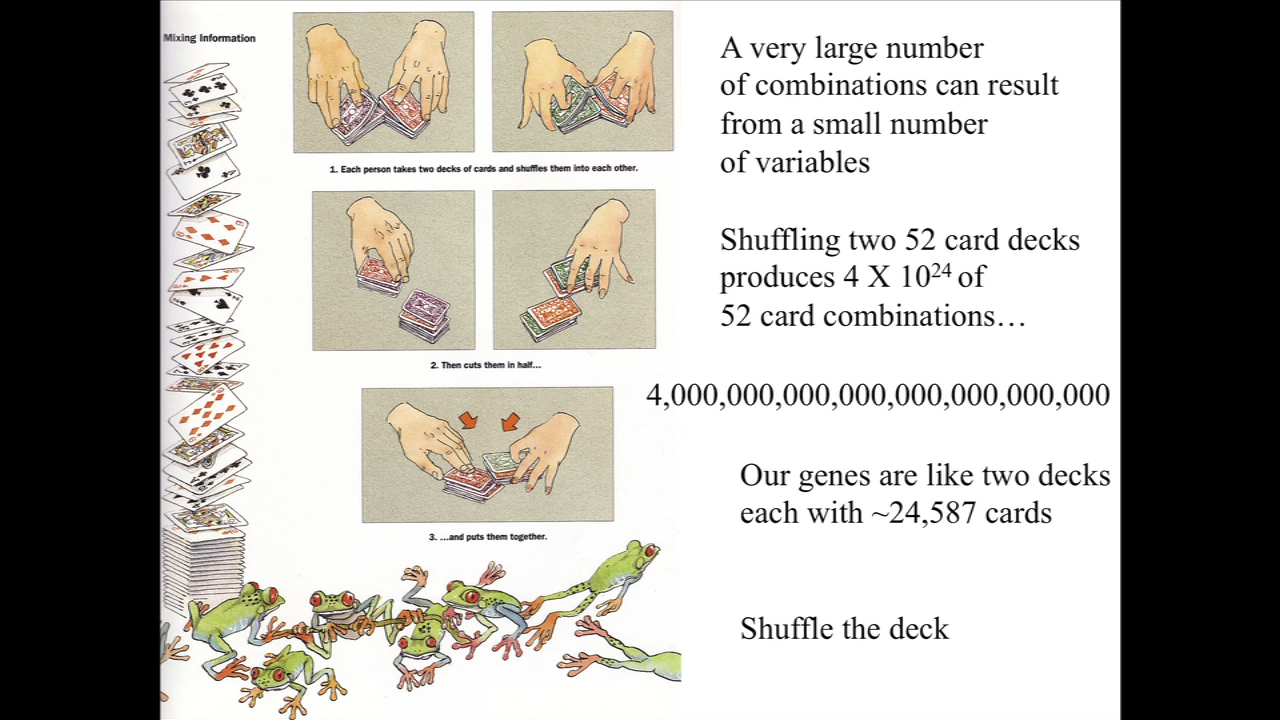 Mixing Information
1. Each person takes two decks of cards and shuffles them into each other.
2. Then cuts them in half...
3. ...and puts them together.
A very large number
of combinations can result
from a small number
of variables
Shuffling two 52 card decks
produces 4 X 10²⁴ of
52 card combinations…
4,000,000,000,000,000,000,000,000
Our genes are like two decks
each with ~24,587 cards
Shuffle the deck